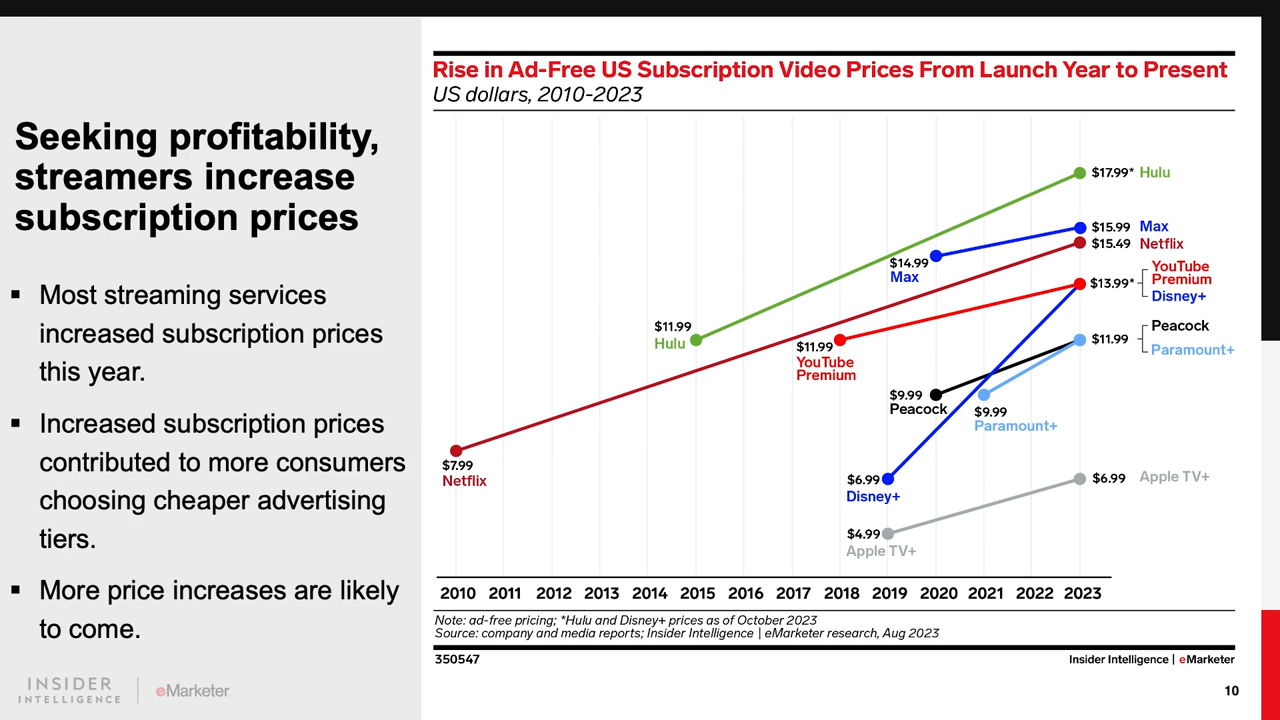 Seeking profitability,
streamers increase
subscription prices
▪ Most streaming services
increased subscription prices
this year.
▪ Increased subscription prices
contributed to more consumers
choosing cheaper advertising
tiers.
▪ More price increases are likely
to come.
INSIDER
INTELLIGENCE
eMarketer
Rise in Ad-Free US Subscription Video Prices From Launch Year to Present
US dollars, 2010-2023
$17.99* Hulu
$15.99 Max
$14.99
Max
$15.49 Netflix
$13.99*
YouTube
Premium
Disney+
$11.99
Hulu
$11.99
YouTube
Premium
$11.99
Peacock
Paramount+
$9.99
Peacock
$9.99
Paramount+
$7.99
Netflix
$6.99
Disney+
$6.99 Apple TV+
$4.99
Apple TV+
2010 2011 2012 2013 2014 2015 2016 2017 2018 2019 2020 2021 2022 2023
Note: ad-free pricing; *Hulu and Disney+ prices as of October 2023
Source: company and media reports; Insider Intelligence | eMarketer research, Aug 2023
350547
Insider Intelligence | eMarketer
10